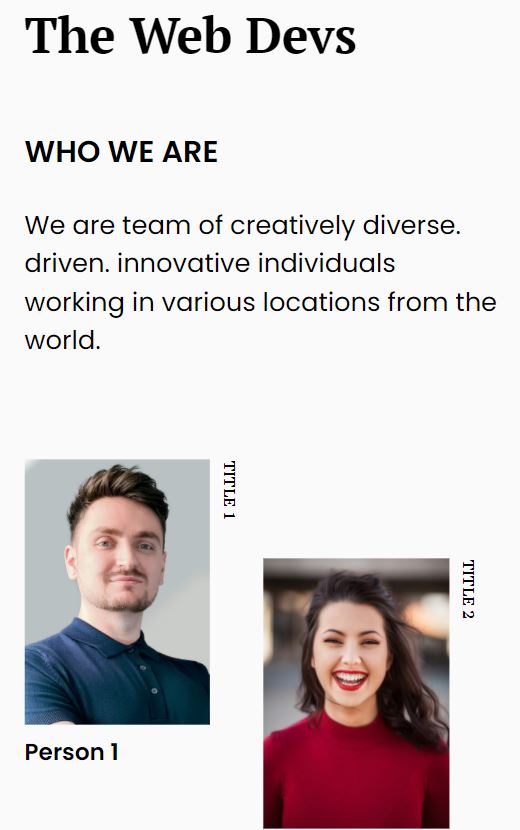 The Web Devs
WHO WE ARE
We are team of creatively diverse.
driven. innovative individuals
working in various locations from the
world.
TITLE 1
TITLE 2
Person 1